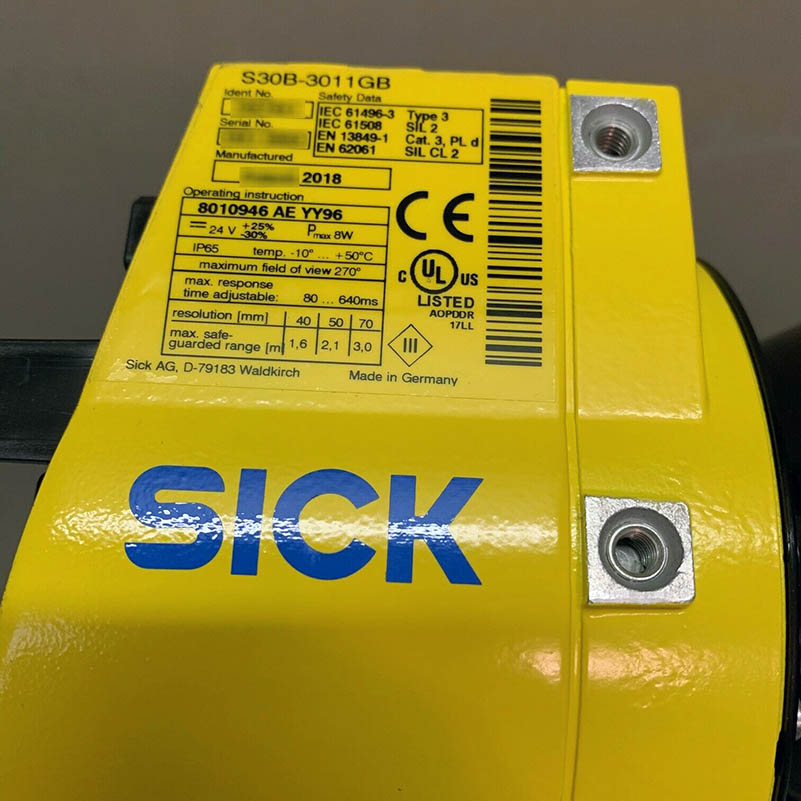 S30B-3011GB
Ident No.
Safety Data
IEC 61496-3 Type 3
IEC 61508 SIL 2
EN 13849-1 Cat. 3, PL d
EN 62061 SIL CL 2
Serial No.
Manufactured
2018
Operating instruction
8010946 AE YY96
24 V +25% -30% Pmax 8W
IP65 temp. -10° ... +50°C
maximum field of view 270°
max. response
time adjustable: 80 ... 640ms
resolution [mm] 40 50 70
max. safe-
guarded range [m] 1,6 2,1 3,0
CE
C UL US
LISTED
AOPDDR
17LL
III
Sick AG, D-79183 Waldkirch Made in Germany
SICK